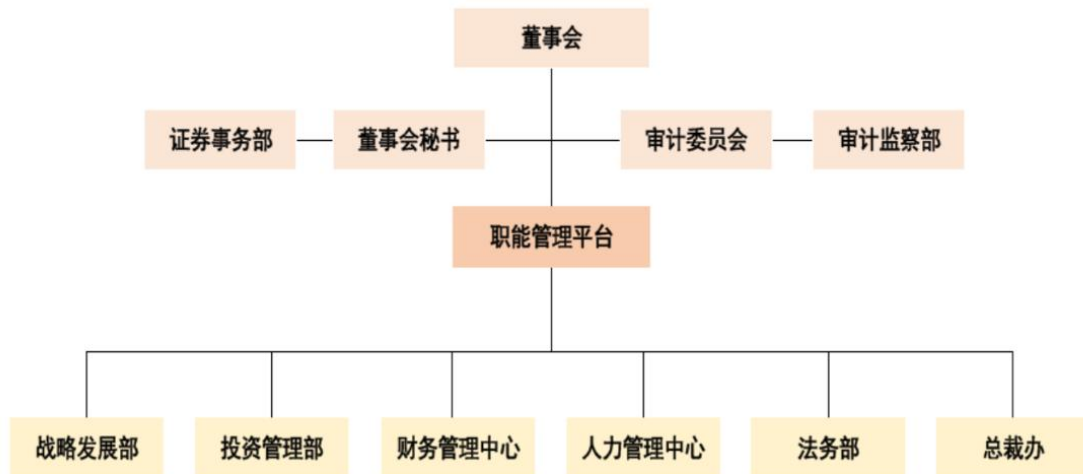 董事会
证券事务部
董事会秘书
审计委员会
审计监察部
职能管理平台
战略发展部
投资管理部
财务管理中心
人力管理中心
法务部
总裁办